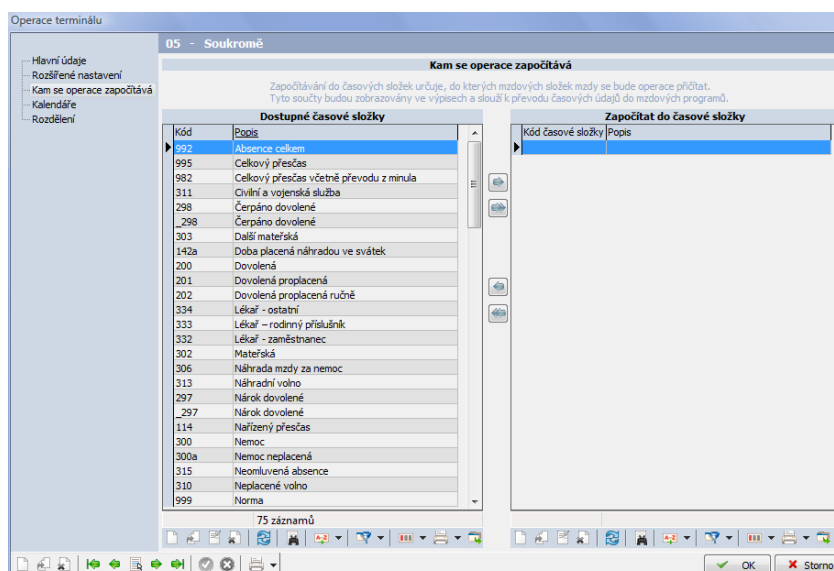 Operace terminálu
Hlavní údaje
Rozšířené nastavení
Kam se operace započítává
Kalendáře
Rozdělení
05 - Soukromě
Kam se operace započítává
Započítávání do časových složek určuje, do kterých mzdových složek mzdy se bude operace přičítat.
Tyto součty budou zobrazovány ve výpisech a slouží k převodu časových údajů do mzdových programů.
Dostupné časové složky
Kód Popis
992 Absence celkem
995 Celkový přesčas
982 Celkový přesčas včetně převodu z minula
311 Civilní a vojenská služba
298 Čerpáno dovolené
_298 Čerpáno dovolené
303 Další mateřská
142a Doba placená náhradou ve svátek
200 Dovolená
201 Dovolená proplacená
202 Dovolená proplacená ručně
334 Lékař - ostatní
333 Lékař – rodinný příslušník
332 Lékař - zaměstnanec
302 Mateřská
306 Náhrada mzdy za nemoc
313 Náhradní volno
297 Nárok dovolené
_297 Nárok dovolené
114 Nařízený přesčas
300 Nemoc
300a Nemoc neplacená
315 Neomluvená absence
310 Neplacené volno
999 Norma
75 záznamů
Započítat do časové složky
Kód časové složky Popis
OK
Storno